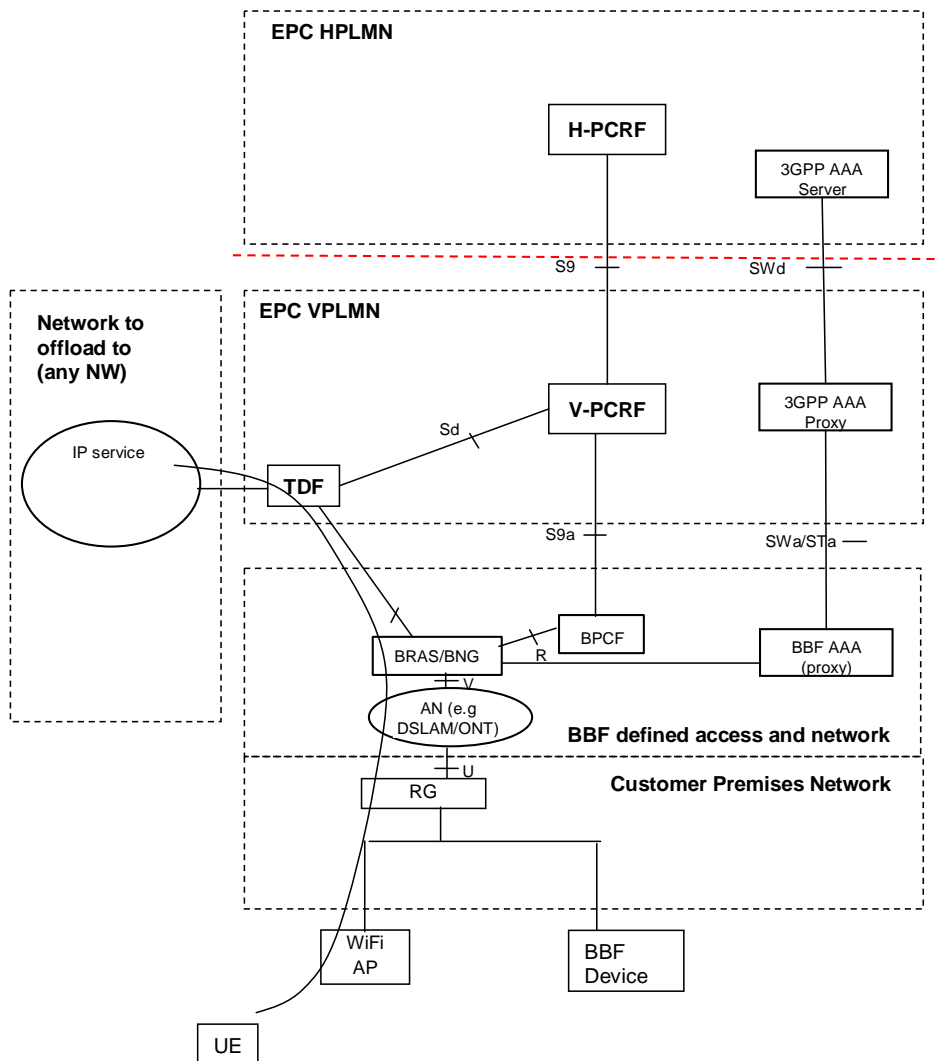 EPC HPLMN
H-PCRF
3GPP AAA
Server
S9
SWd
Network to
offload to
(any NW)
EPC VPLMN
IP service
TDF
Sd
V-PCRF
3GPP AAA
Proxy
S9a
SWa/STa
BRAS/BNG
R
BPCF
BBF AAA
(proxy)
V
AN (e.g
DSLAM/ONT)
BBF defined access and network
U
RG
Customer Premises Network
WiFi
AP
BBF
Device
UE